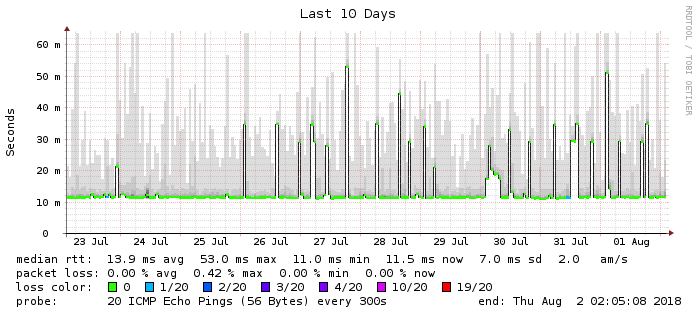 Last 10 Days
RRDTOOL / TOBI OETIKER
Seconds
60 m
50 m
40 m
30 m
20 m
10 m
0
23 Jul 24 Jul 25 Jul 26 Jul 27 Jul 28 Jul 29 Jul 30 Jul 31 Jul 01 Aug
median rtt: 13.9 ms avg 53.0 ms max 11.0 ms min 11.5 ms now 7.0 ms sd 2.0 am/s
packet loss: 0.00 % avg 0.42 % max 0.00 % min 0.00 % now
loss color: 0 1/20 2/20 3/20 4/20 10/20 19/20
probe: 20 ICMP Echo Pings (56 Bytes) every 300s end: Thu Aug 2 02:05:08 2018